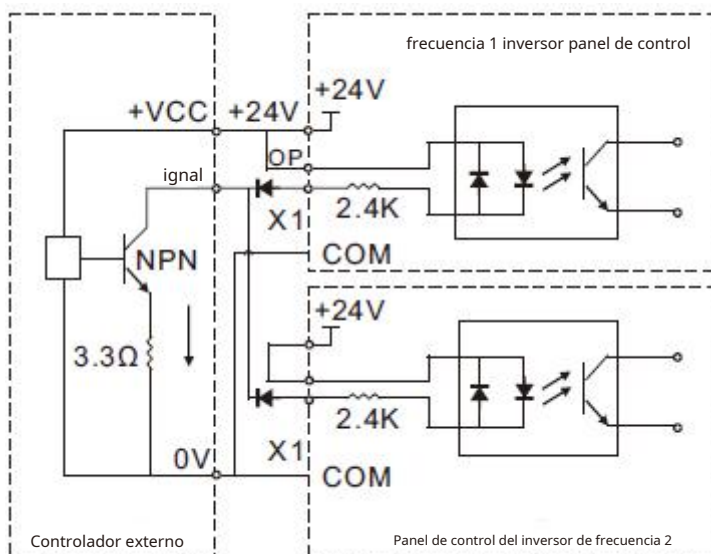 frecuencia 1 inversor panel de control
+24V
+VCC
+24V
OP
ignal
X1
2.4K
NPN
COM
+24V
3.3Ω
2.4K
0V
X1
COM
Controlador externo
Panel de control del inversor de frecuencia 2